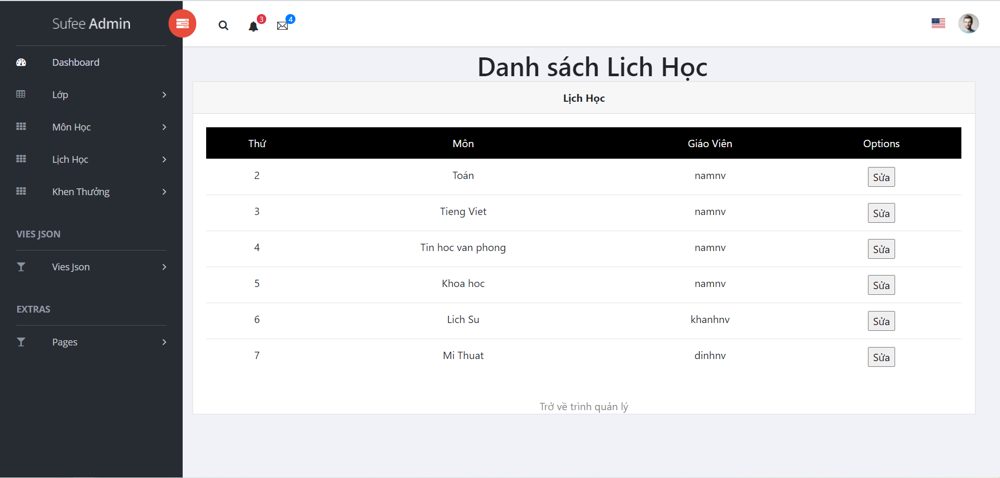 Sufee Admin
3
4
Dashboard
Lớp
Môn Học
Lịch Học
Khen Thưởng
VIES JSON
Vies Json
EXTRAS
Pages
Danh sách Lich Học
Lịch Học
Thứ Môn Giáo Viên Options
2 Toán namnv Sửa
3 Tieng Viet namnv Sửa
4 Tin hoc van phong namnv Sửa
5 Khoa hoc namnv Sửa
6 Lich Su khanhnv Sửa
7 Mi Thuat dinhnv Sửa
Trở về trình quản lý